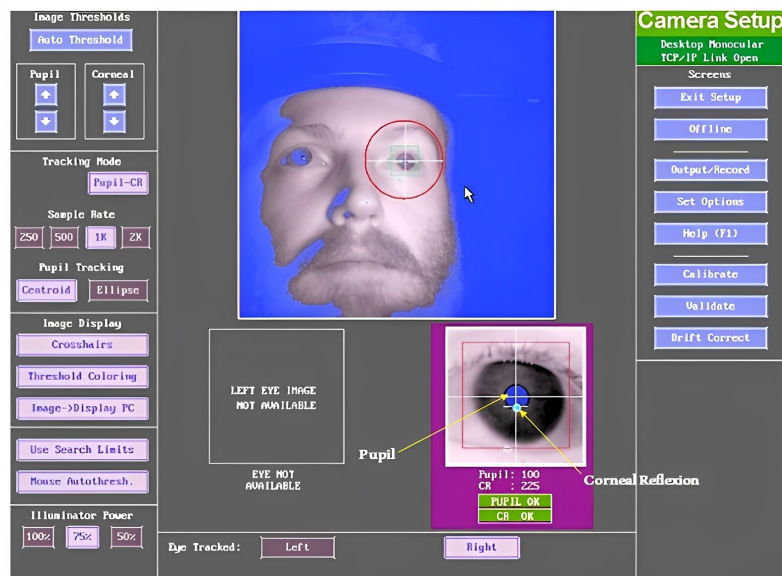 Image Thresholds
Auto Threshold
Pupil Corneal
Tracking Mode
Pupil-CR
Sample Rate
250 500 1K 2K
Pupil Tracking
Centroid Ellipse
Image Display
Crosshairs
Threshold Coloring
Image->Display PC
Use Search Limits
Mouse Autothresh.
Illuminator Power
100% 75% 50%
LEFT EYE IMAGE
NOT AVAILABLE
EYE NOT
AVAILABLE
Pupil
Corneal Reflexion
Pupil: 100
CR : 225
PUPIL OK
CR OK
Eye Tracked: Left Right
Camera Setup
Desktop Monocular
TCP/IP Link Open
Screens
Exit Setup
Offline
Output/Record
Set Options
Help (F1)
Calibrate
Validate
Drift Correct